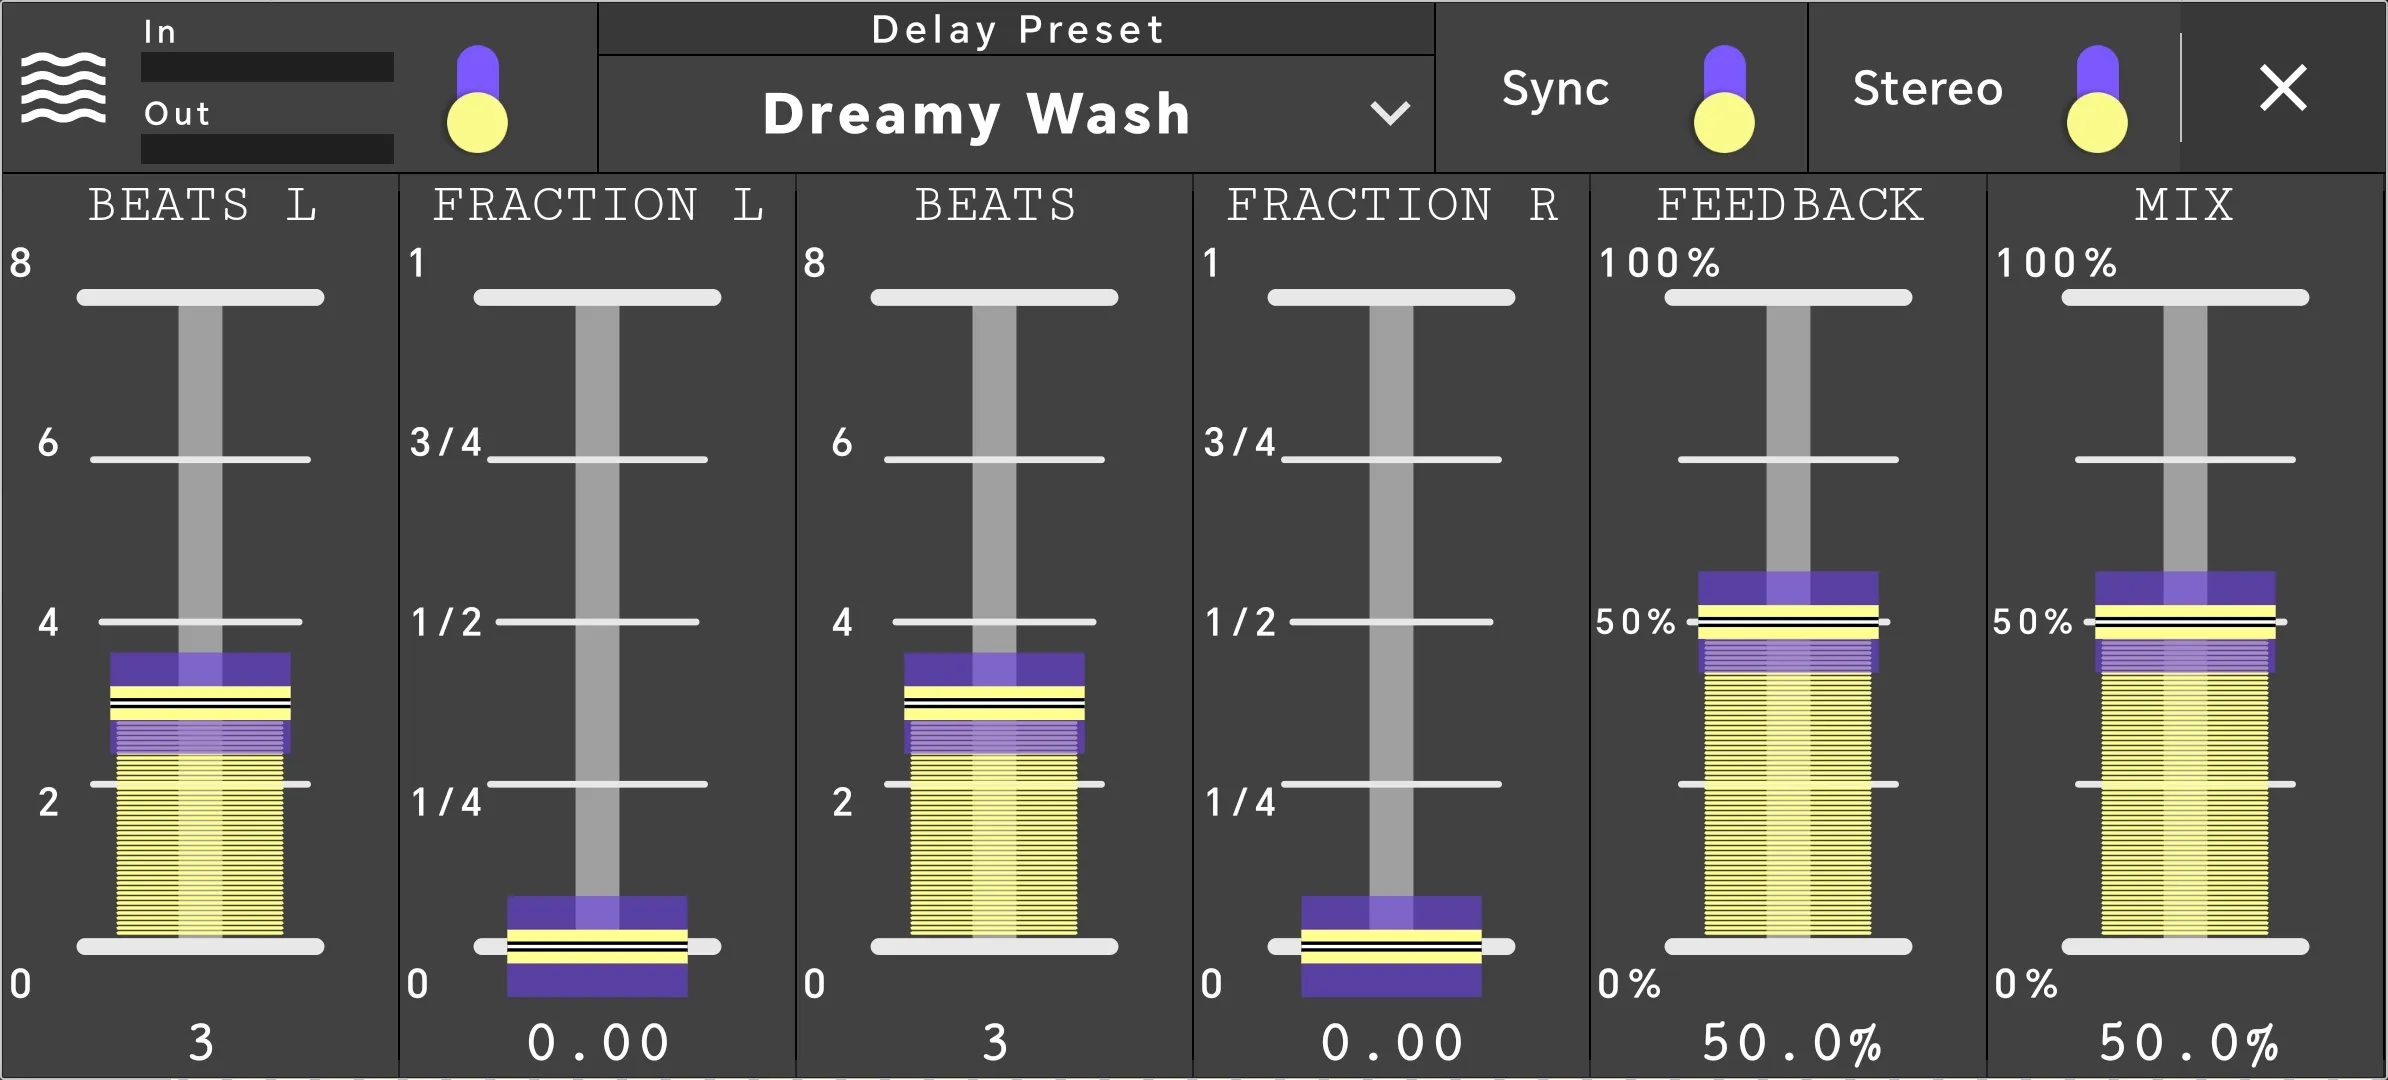 In
Out
Delay Preset
Dreamy Wash
Sync
Stereo
BEATS L
8
6
4
2
0
3
FRACTION L
1
3/4
1/2
1/4
0
0.00
BEATS
8
6
4
2
0
3
FRACTION R
1
3/4
1/2
1/4
0
0.00
FEEDBACK
100%
50%
0%
50.0%
MIX
100%
50%
0%
50.0%